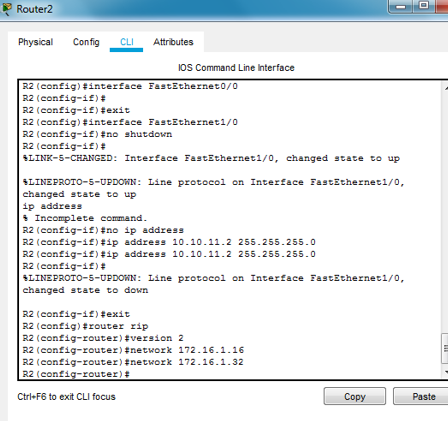 Router2
Physical Config CLI Attributes
IOS Command Line Interface
R2(config)#interface FastEthernet0/0
R2(config-if)#
R2(config-if)#exit
R2(config)#interface FastEthernet1/0
R2(config-if)#no shutdown
R2(config-if)#
%LINK-5-CHANGED: Interface FastEthernet1/0, changed state to up

%LINEPROTO-5-UPDOWN: Line protocol on Interface FastEthernet1/0,
changed state to up
ip address
% Incomplete command.
R2(config-if)#no ip address
R2(config-if)#ip address 10.10.11.2 255.255.255.0
R2(config-if)#ip address 10.10.11.2 255.255.255.0
R2(config-if)#
%LINEPROTO-5-UPDOWN: Line protocol on Interface FastEthernet1/0,
changed state to down

R2(config-if)#exit
R2(config)#router rip
R2(config-router)#version 2
R2(config-router)#network 172.16.1.16
R2(config-router)#network 172.16.1.32
R2(config-router)#
Ctrl+F6 to exit CLI focus
Copy Paste